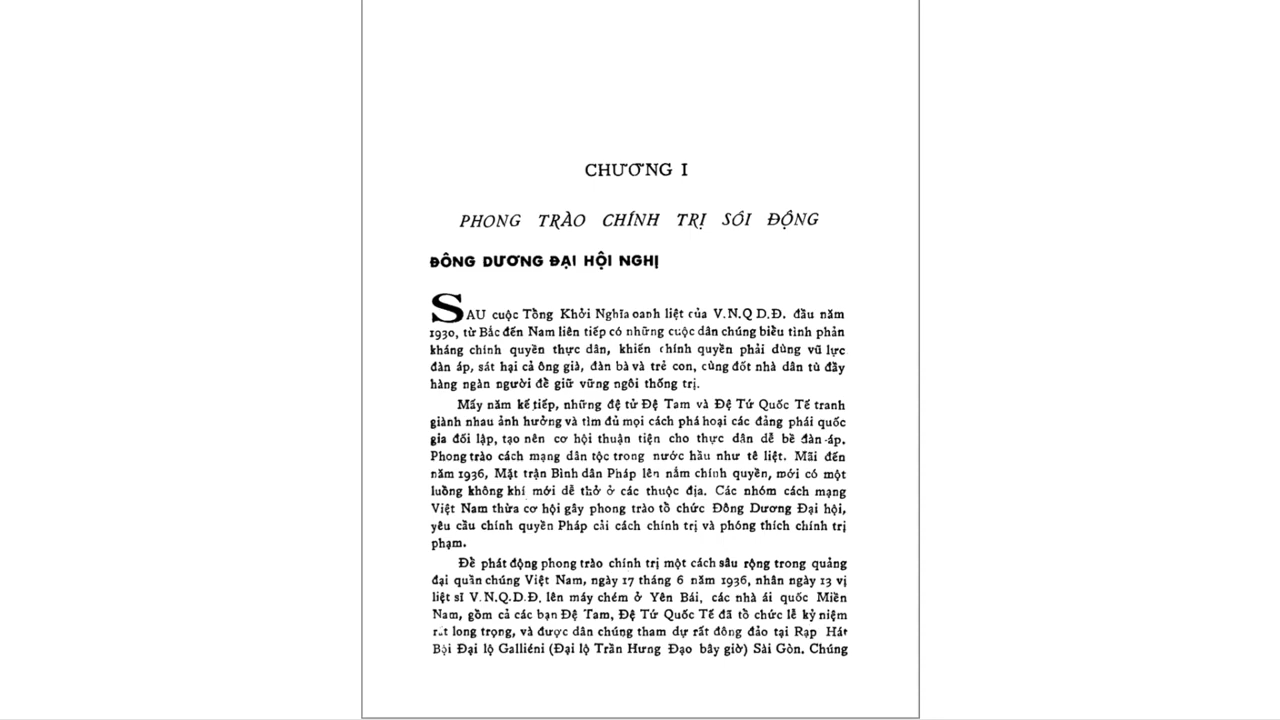 CHƯƠNG I
PHONG TRÀO CHÍNH TRỊ SÔI ĐỘNG
ĐÔNG DƯƠNG ĐẠI HỘI NGHỊ
SAU cuộc Tổng Khởi Nghĩa oanh liệt của V.N.Q D.Đ. đầu năm
1930, từ Bắc đến Nam liên tiếp có những cuộc dân chúng biểu tình phản
kháng chính quyền thực dân, khiến chính quyền phải dùng vũ lực
đàn áp, sát hại cả ông già, đàn bà và trẻ con, cùng đốt nhà dân tù đầy
hàng ngàn người để giữ vững ngôi thống trị.
Mấy năm kế tiếp, những đệ tử Đệ Tam và Đệ Tứ Quốc Tế tranh
giành nhau ảnh hưởng và tìm đủ mọi cách phá hoại các đảng phái quốc
gia đối lập, tạo nên cơ hội thuận tiện cho thực dân dễ bề đàn áp.
Phong trào cách mạng dân tộc trong nước hầu như tê liệt. Mãi đến
năm 1936, Mặt trận Bình dân Pháp lên nắm chính quyền, mới có một
luồng không khí mới dễ thở ở các thuộc địa. Các nhóm cách mạng
Việt Nam thừa cơ hội gây phong trào tổ chức Đông Dương Đại hội,
yêu cầu chính quyền Pháp cải cách chính trị và phóng thích chính trị
phạm.
Để phát động phong trào chính trị một cách sâu rộng trong quảng
đại quần chúng Việt Nam, ngày 17 tháng 6 năm 1936, nhân ngày 13 vị
liệt sĩ V.N.Q.D.Đ. lên máy chém ở Yên Bái, các nhà ái quốc Miền
Nam, gồm cả các bạn Đệ Tam, Đệ Tứ Quốc Tế đã tổ chức lễ kỷ niệm
rất long trọng, và được dân chúng tham dự rất đông đảo tại Rạp Hát
Bội Đại lộ Galliéni (Đại lộ Trần Hưng Đạo bây giờ) Sài Gòn. Chúng